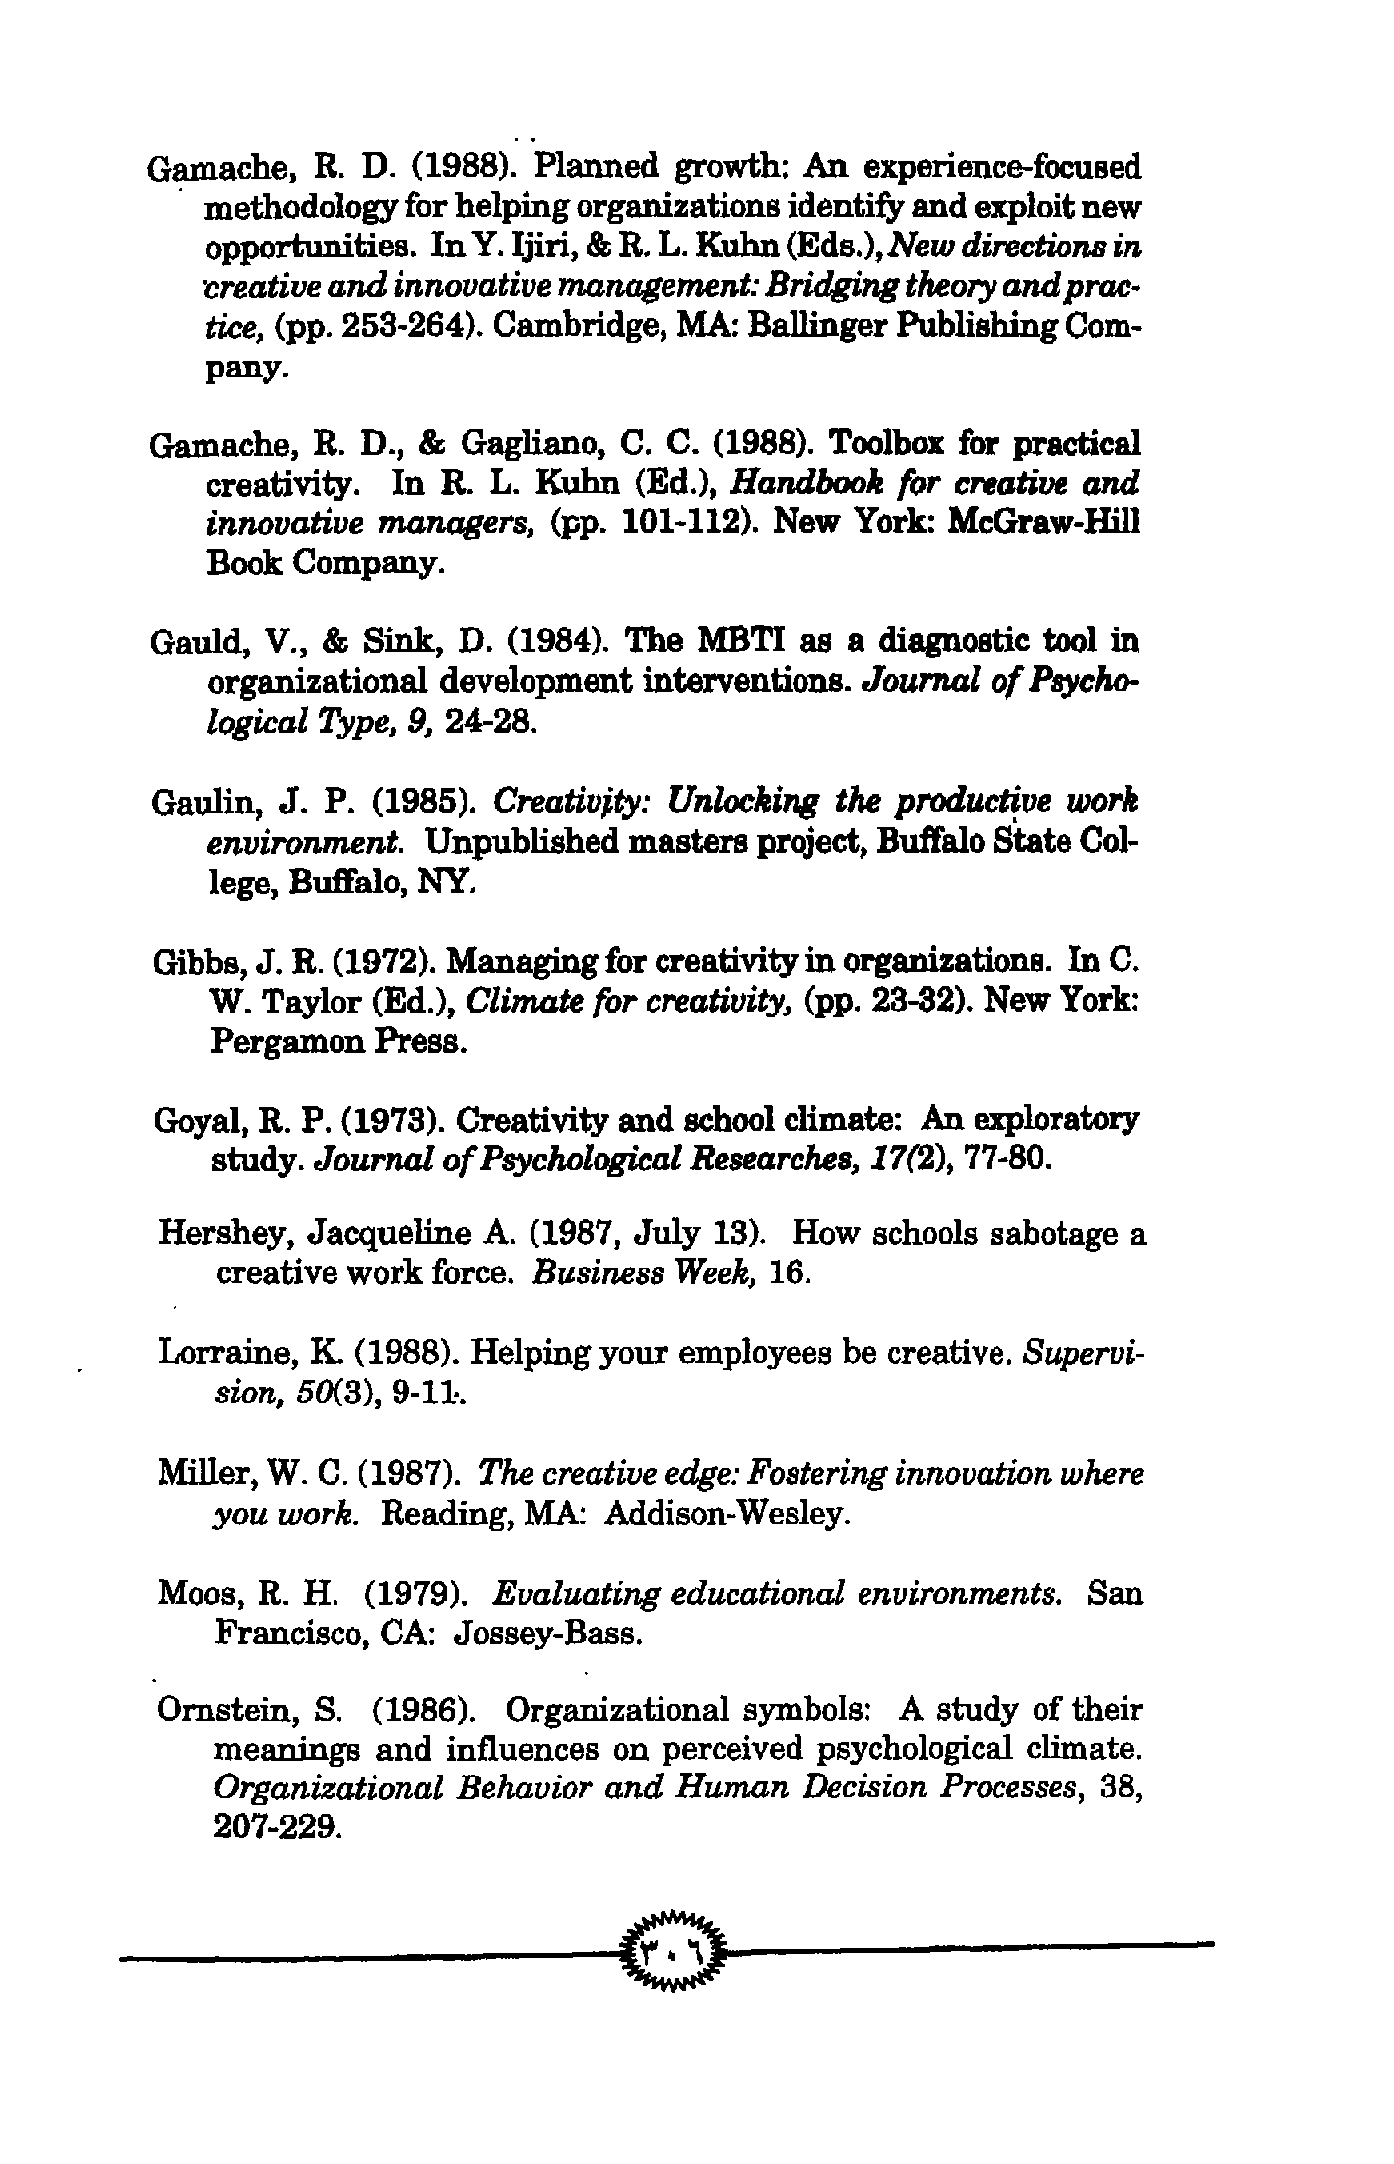 Gamache, R. D. (1988). Planned growth: An experience-focused
methodology for helping organizations identify and exploit new
opportunities. In Y. Ijiri, & R. L. Kuhn (Eds.), New directions in
creative and innovative management: Bridging theory and prac-
tice, (pp. 253-264). Cambridge, MA: Ballinger Publishing Com-
pany.
Gamache, R. D., & Gagliano, C. C. (1988). Toolbox for practical
creativity. In R. L. Kuhn (Ed.), Handbook for creative and
innovative managers, (pp. 101-112). New York: McGraw-Hill
Book Company.
Gauld, V., & Sink, D. (1984). The MBTI as a diagnostic tool in
organizational development interventions. Journal of Psycho-
logical Type, 9, 24-28.
Gaulin, J. P. (1985). Creativity: Unlocking the productive work
environment. Unpublished masters project, Buffalo State Col-
lege, Buffalo, NY.
Gibbs, J. R. (1972). Managing for creativity in organizations. In C.
W. Taylor (Ed.), Climate for creativity, (pp. 23-32). New York:
Pergamon Press.
Goyal, R. P. (1973). Creativity and school climate: An exploratory
study. Journal of Psychological Researches, 17(2), 77-80.
Hershey, Jacqueline A. (1987, July 13). How schools sabotage a
creative work force. Business Week, 16.
Lorraine, K. (1988). Helping your employees be creative. Supervi-
sion, 50(3), 9-11.
Miller, W. C. (1987). The creative edge: Fostering innovation where
you work. Reading, MA: Addison-Wesley.
Moos, R. H. (1979). Evaluating educational environments. San
Francisco, CA: Jossey-Bass.
Ornstein, S. (1986). Organizational symbols: A study of their
meanings and influences on perceived psychological climate.
Organizational Behavior and Human Decision Processes, 38,
207-229.
٣٠٦